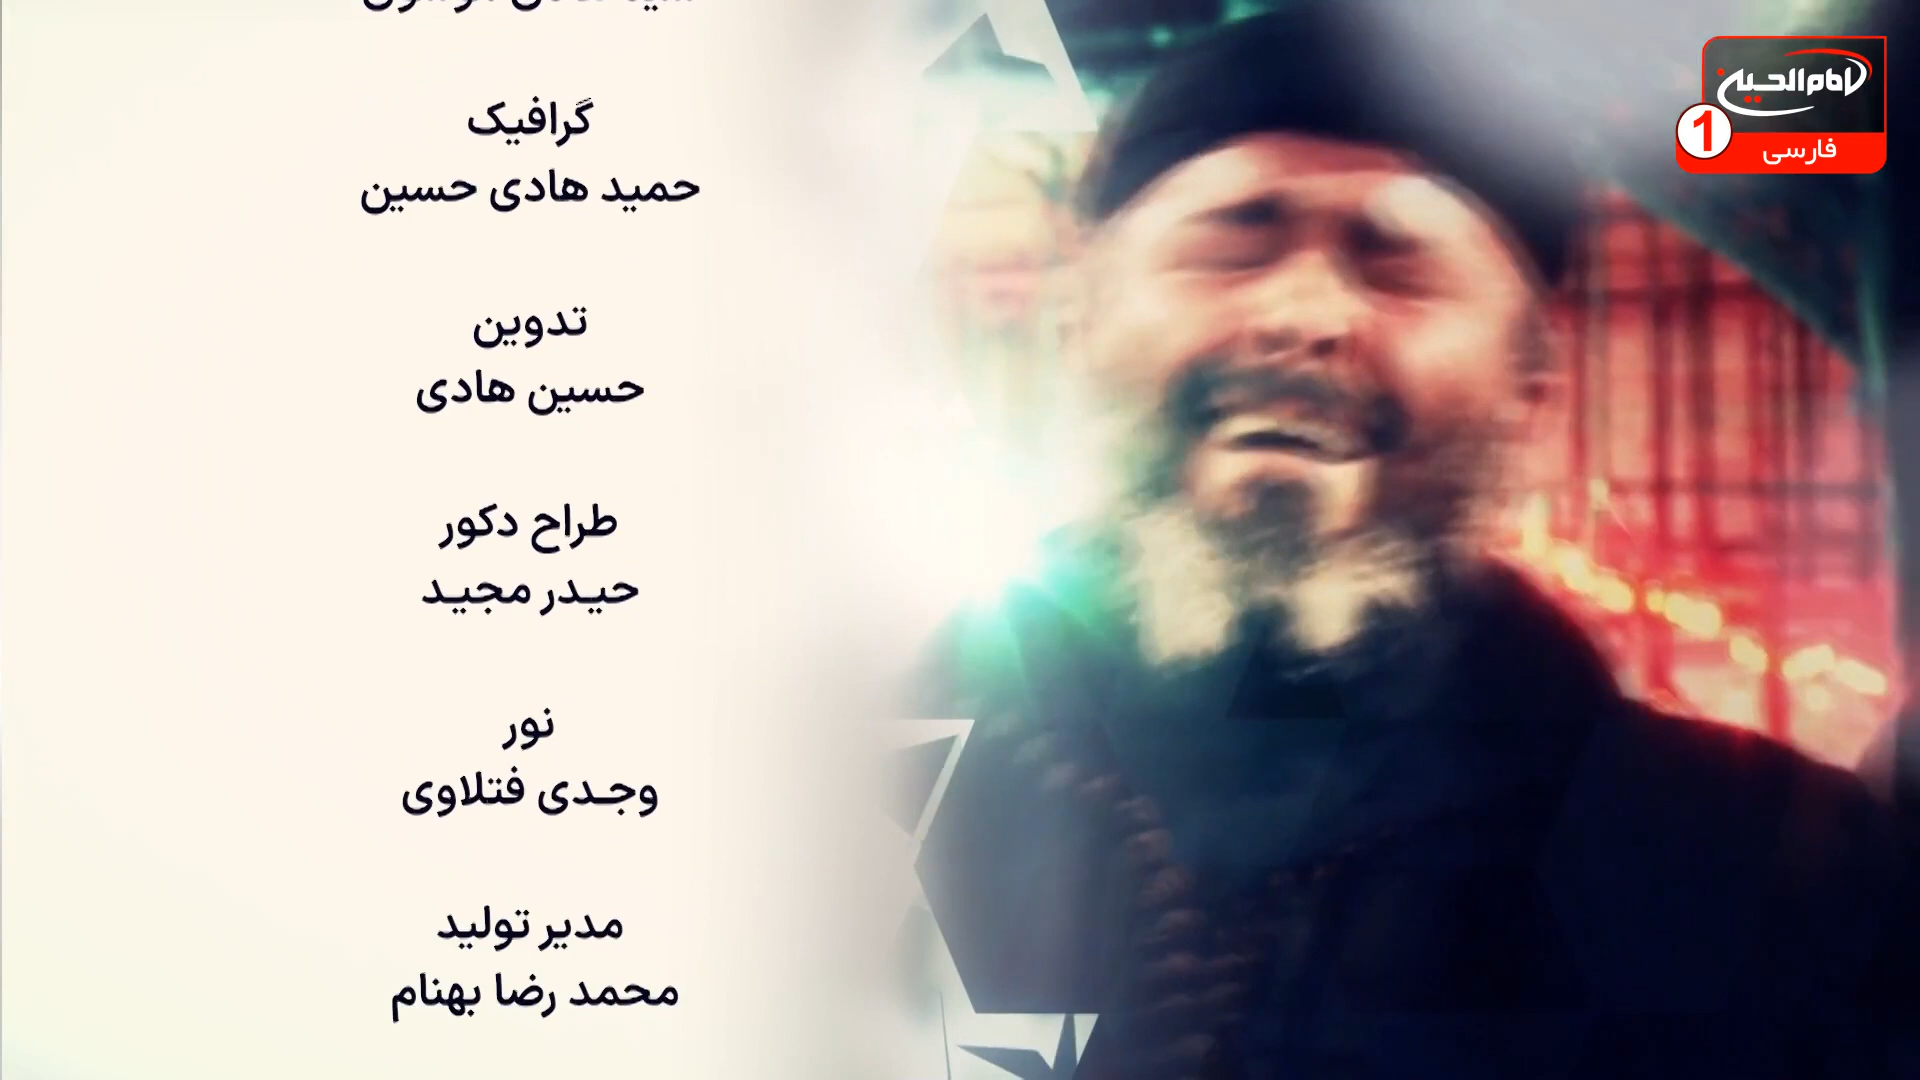 گرافیک
حمید هادی حسین
تدوین
حسین هادی
طراح دکور
حیدر مجید
نور
وجدی فتلاوی
مدیر تولید
محمد رضا بهنام
امام الحسین
1
فارسی